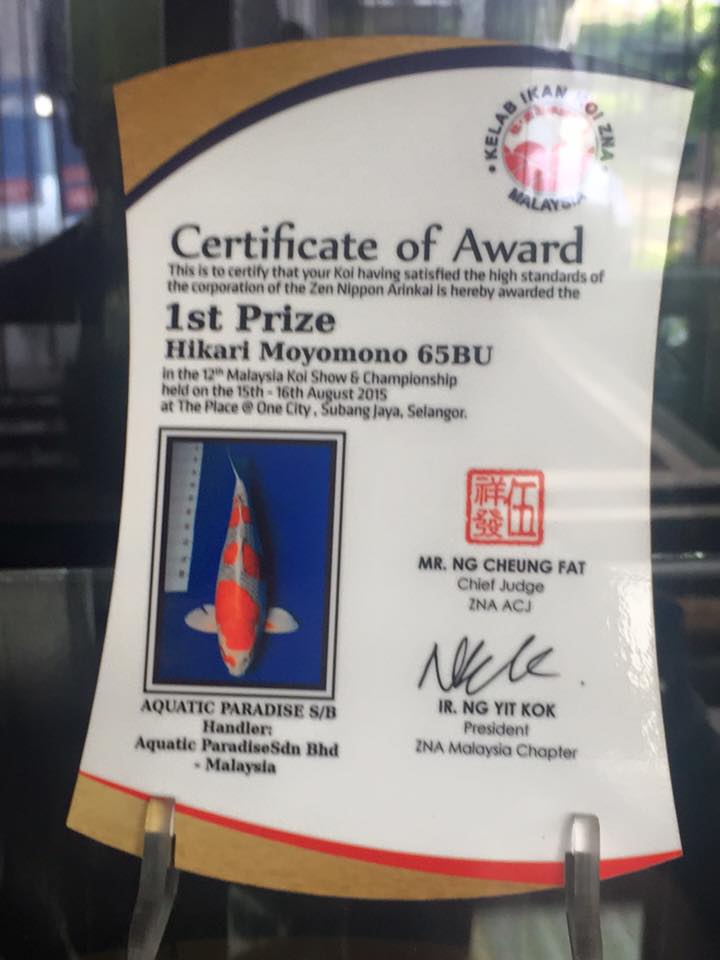 KELAB IKAN KOI ZNA
MALAYSIA
Certificate of Award
This is to certify that your Koi having satisfied the high standards of
the corporation of the Zen Nippon Arinkai is hereby awarded the
1st Prize
Hikari Moyomono 65BU
in the 12th Malaysia Koi Show & Championship
held on the 15th - 16th August 2015
at The Place @ One City , Subang Jaya, Selangor.
伍祥發
MR. NG CHEUNG FAT
Chief Judge
ZNA ACJ
IR. NG YIT KOK
President
ZNA Malaysia Chapter
AQUATIC PARADISE S/B
Handler:
Aquatic ParadiseSdn Bhd
- Malaysia